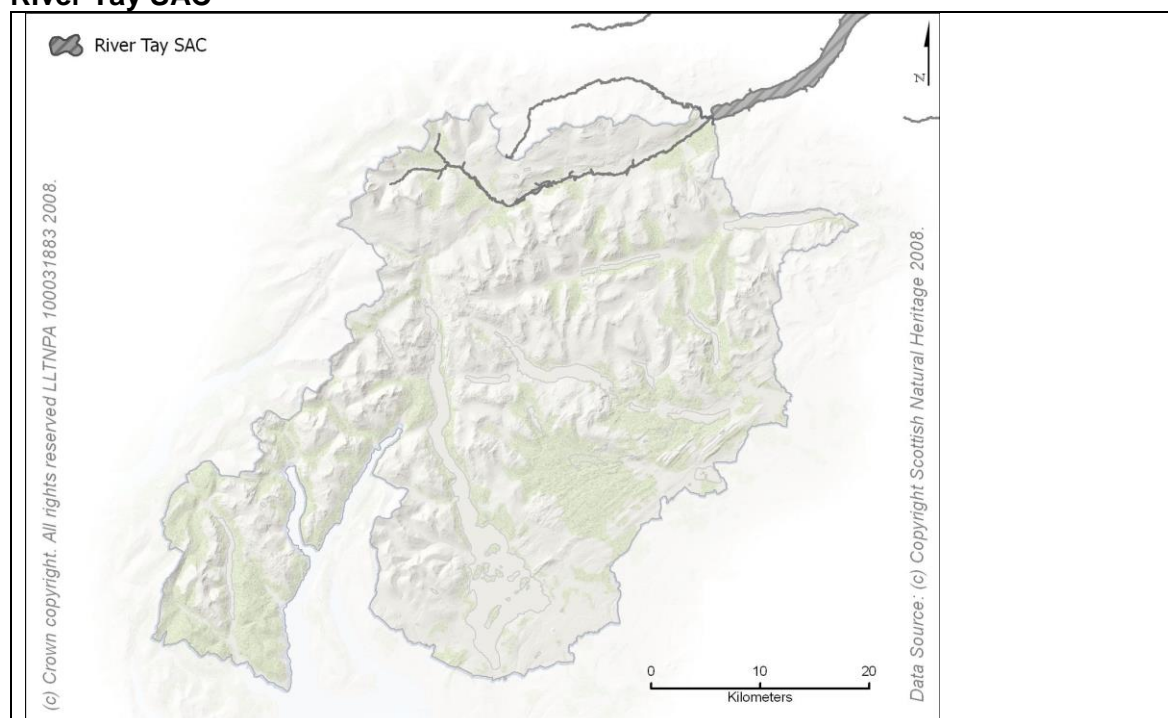 River Tay SAC
River Tay SAC
N
(c) Crown copyright. All rights reserved LLTNPA 100031883 2008.
Data Source: (c) Copyright Scottish Natural Heritage 2008.
0 10 20
Kilometers